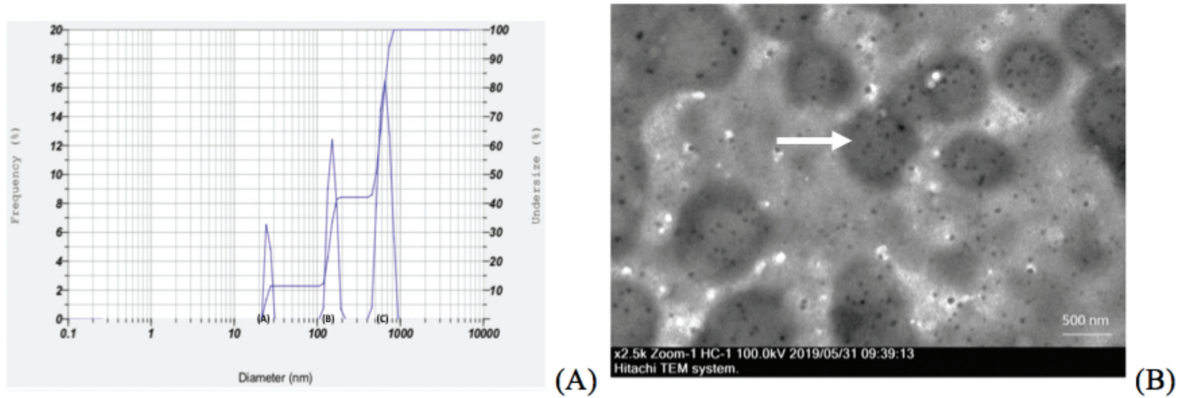 20
18
16
14
12
10
8
6
4
2
0
Frequency (%)
100
90
80
70
60
50
40
30
20
10
Undersize (%)
(A) (B) (C)
0.1 1 10 100 1000 10000
Diameter (nm)
(A)
500 nm
x2.5k Zoom-1 HC-1 100.0kV 2019/05/31 09:39:13
Hitachi TEM system.
(B)